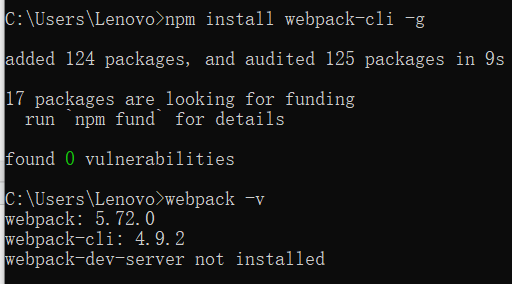 C:\Users\Lenovo>npm install webpack-cli -g
added 124 packages, and audited 125 packages in 9s
17 packages are looking for funding
  run `npm fund` for details
found 0 vulnerabilities
C:\Users\Lenovo>webpack -v
webpack: 5.72.0
webpack-cli: 4.9.2
webpack-dev-server not installed